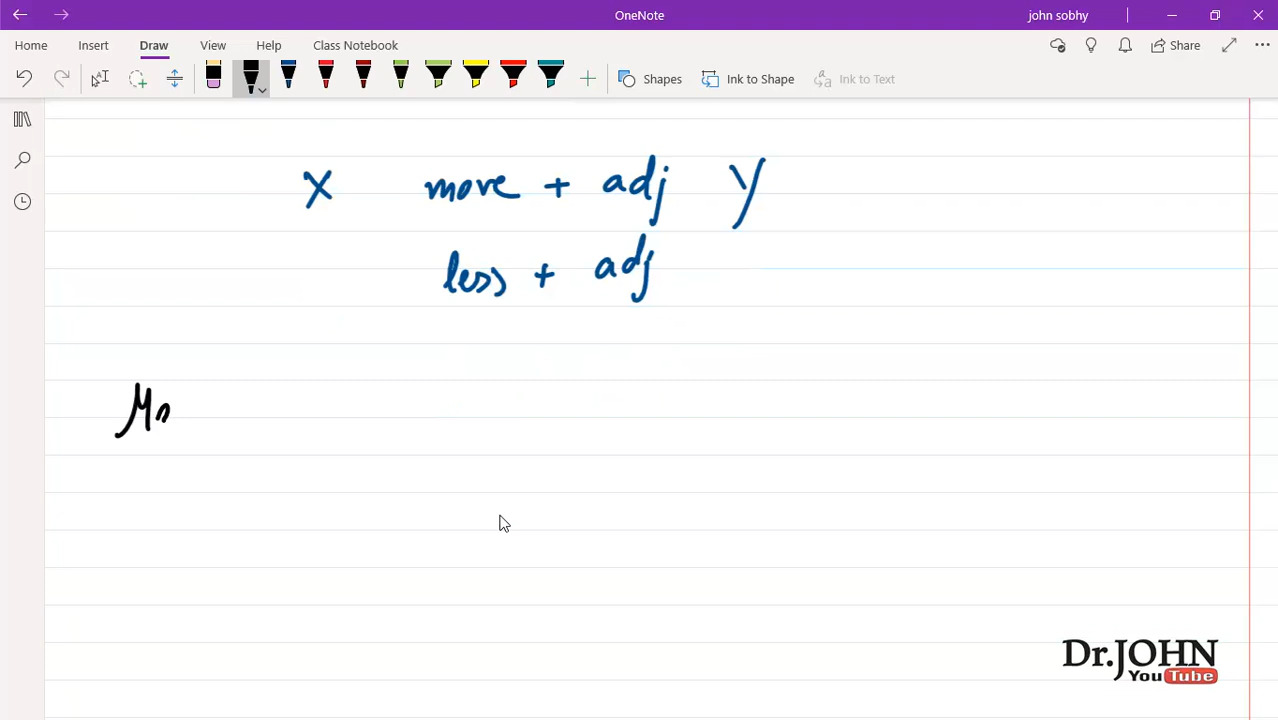 OneNote
john sobhy
Home Insert Draw View Help Class Notebook Share
Shapes Ink to Shape Ink to Text
X more + adj Y
less + adj
Mo
Dr.JOHN
YouTube